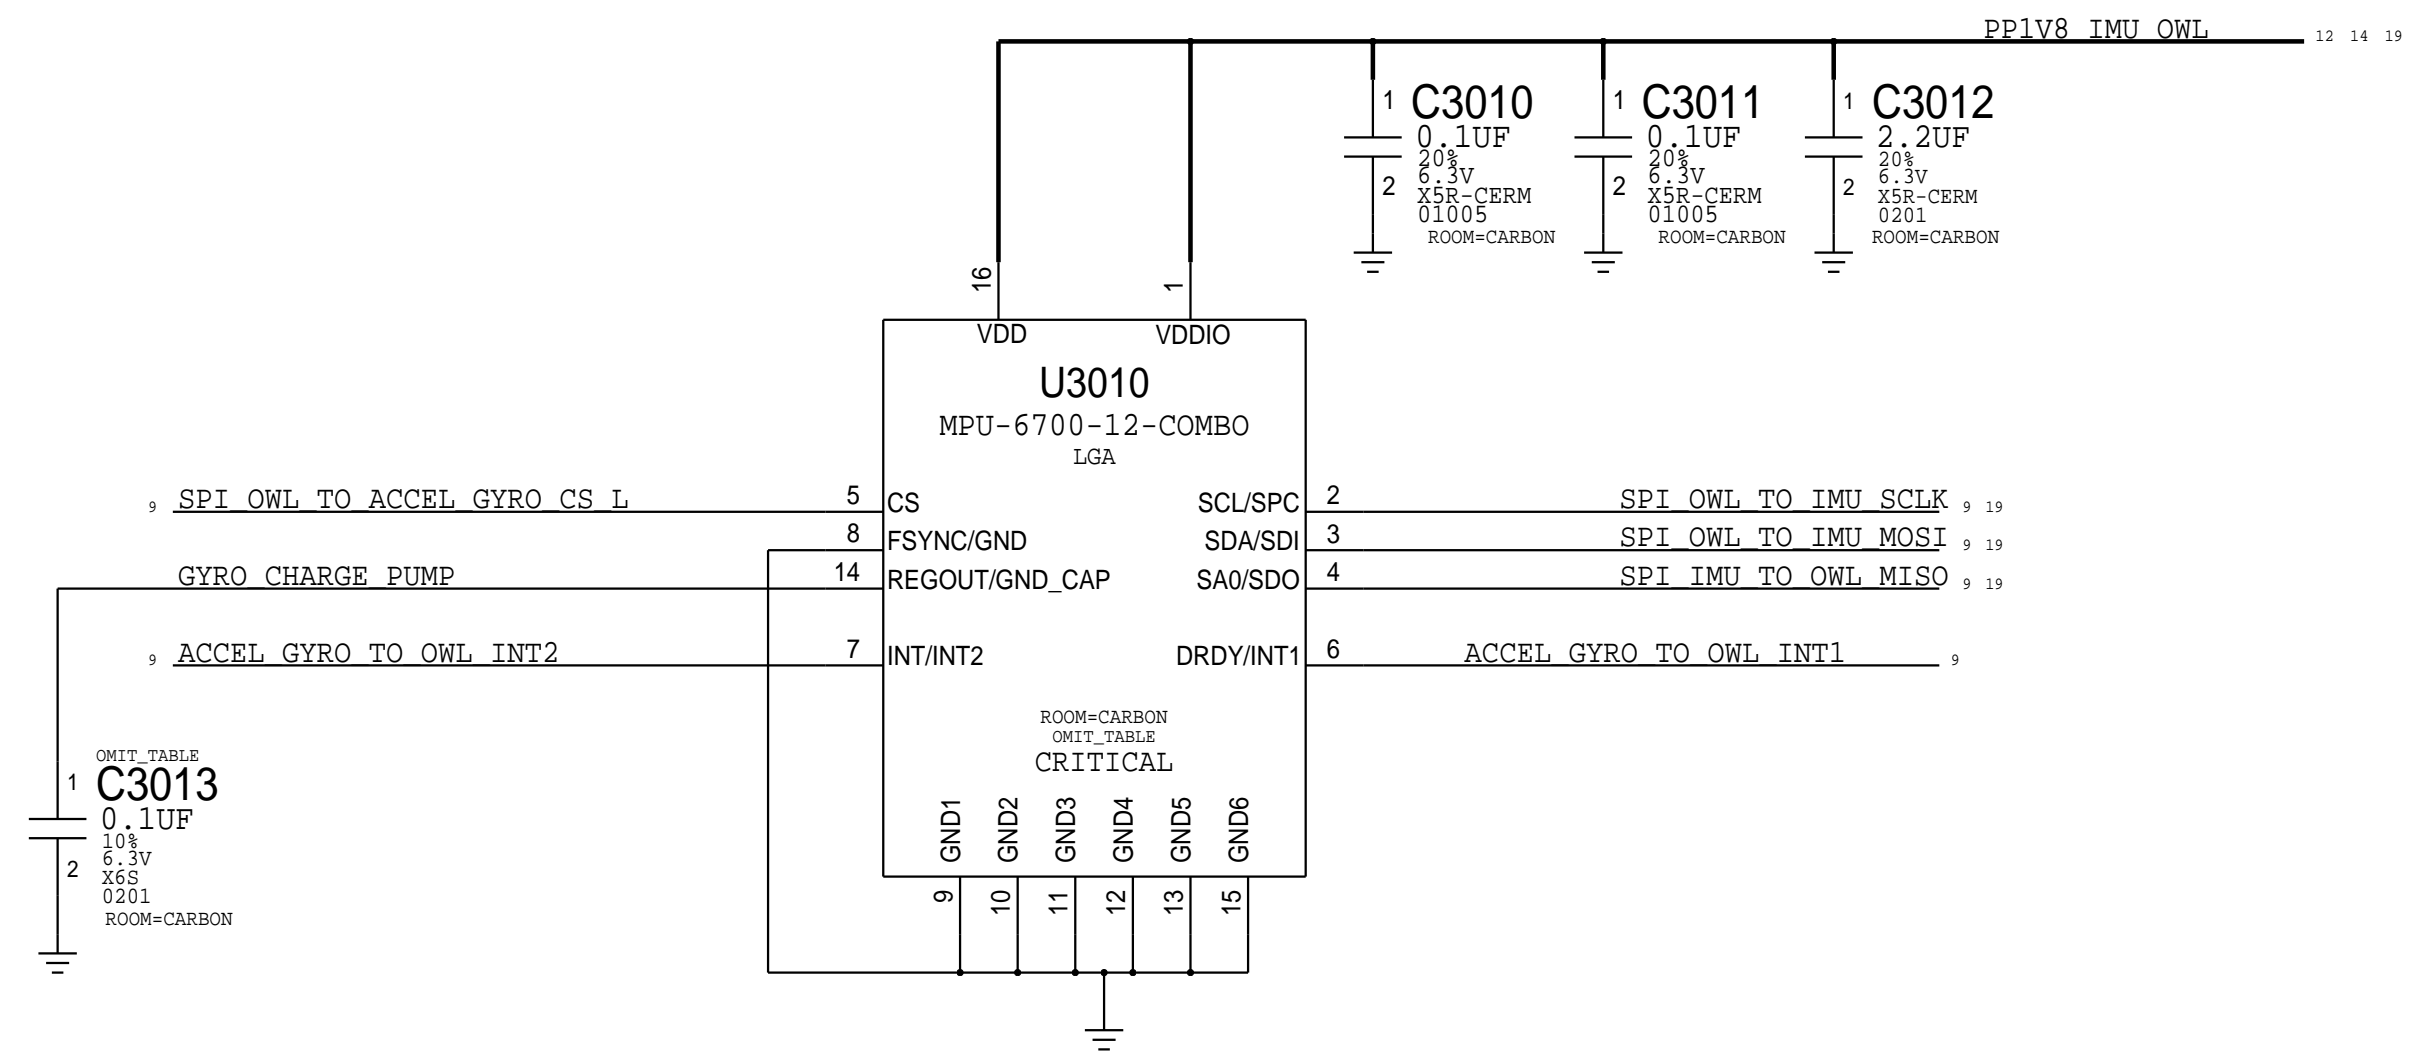 PP1V8_IMU_OWL 12 14 19
1 C3010
0.1UF
20%
6.3V
2 X5R-CERM
01005
ROOM=CARBON
1 C3011
0.1UF
20%
6.3V
2 X5R-CERM
01005
ROOM=CARBON
1 C3012
2.2UF
20%
6.3V
2 X5R-CERM
0201
ROOM=CARBON
16 1
VDD VDDIO
U3010
MPU-6700-12-COMBO
LGA
9 SPI_OWL_TO_ACCEL_GYRO_CS_L 5 CS SCL/SPC 2 SPI_OWL_TO_IMU_SCLK 9 19
8 FSYNC/GND SDA/SDI 3 SPI_OWL_TO_IMU_MOSI 9 19
GYRO_CHARGE_PUMP 14 REGOUT/GND_CAP SA0/SDO 4 SPI_IMU_TO_OWL_MISO 9 19
9 ACCEL_GYRO_TO_OWL_INT2 7 INT/INT2 DRDY/INT1 6 ACCEL_GYRO_TO_OWL_INT1 9
ROOM=CARBON
OMIT_TABLE
CRITICAL
GND1 GND2 GND3 GND4 GND5 GND6
9 10 11 12 13 15
OMIT_TABLE
1 C3013
0.1UF
10%
6.3V
2 X6S
0201
ROOM=CARBON